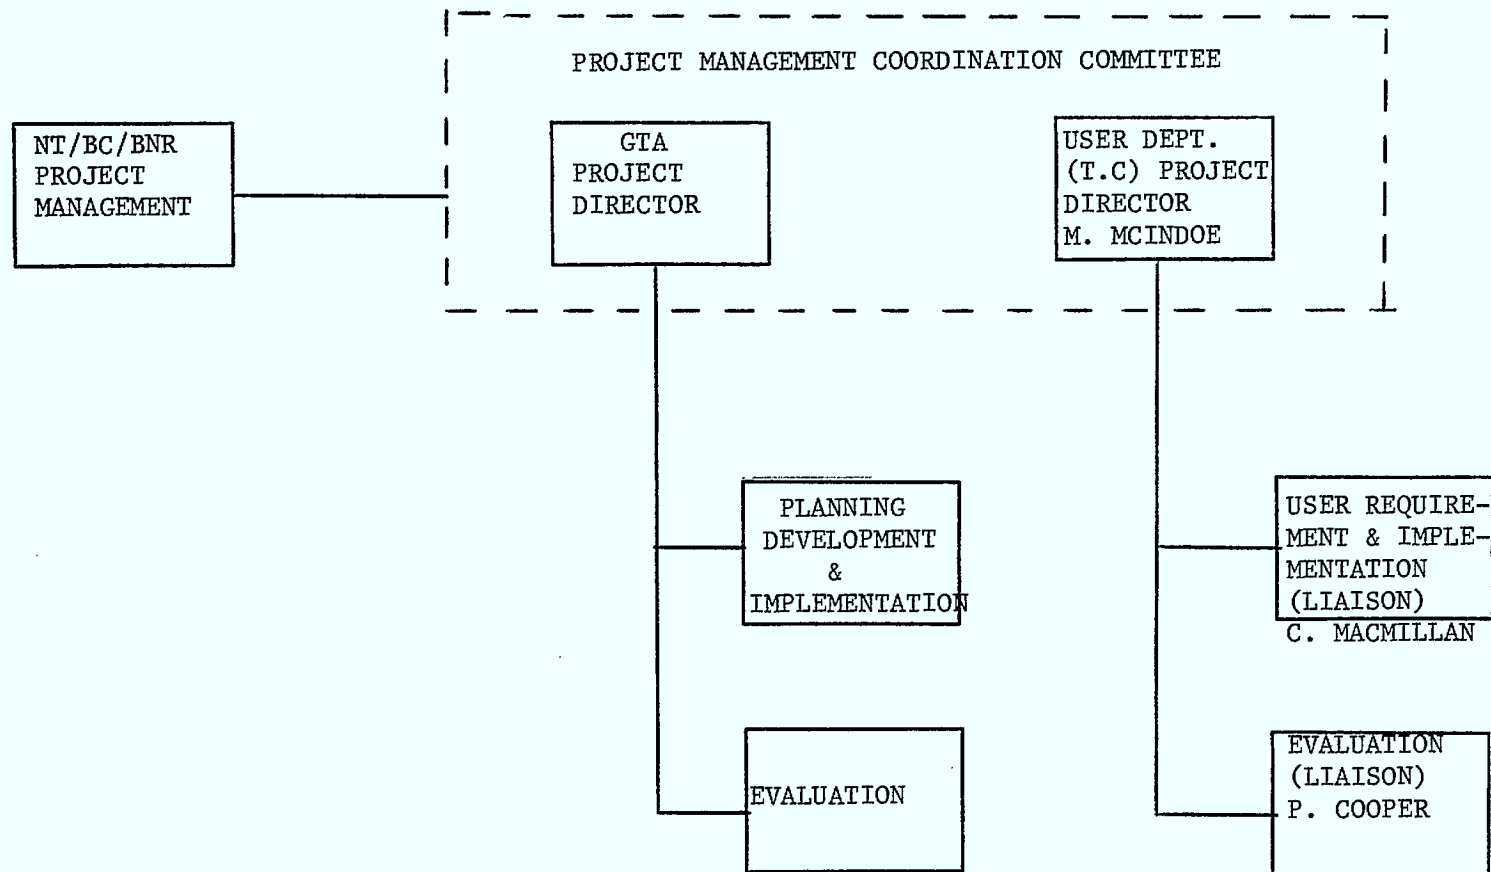 PROJECT MANAGEMENT COORDINATION COMMITTEE
NT/BC/BNR
PROJECT
MANAGEMENT
GTA
PROJECT
DIRECTOR
USER DEPT.
(T.C) PROJECT
DIRECTOR
M. MCINDOE
PLANNING
DEVELOPMENT
&
IMPLEMENTATION
USER REQUIRE-
MENT & IMPLE-
MENTATION
(LIAISON)
C. MACMILLAN
EVALUATION
EVALUATION
(LIAISON)
P. COOPER